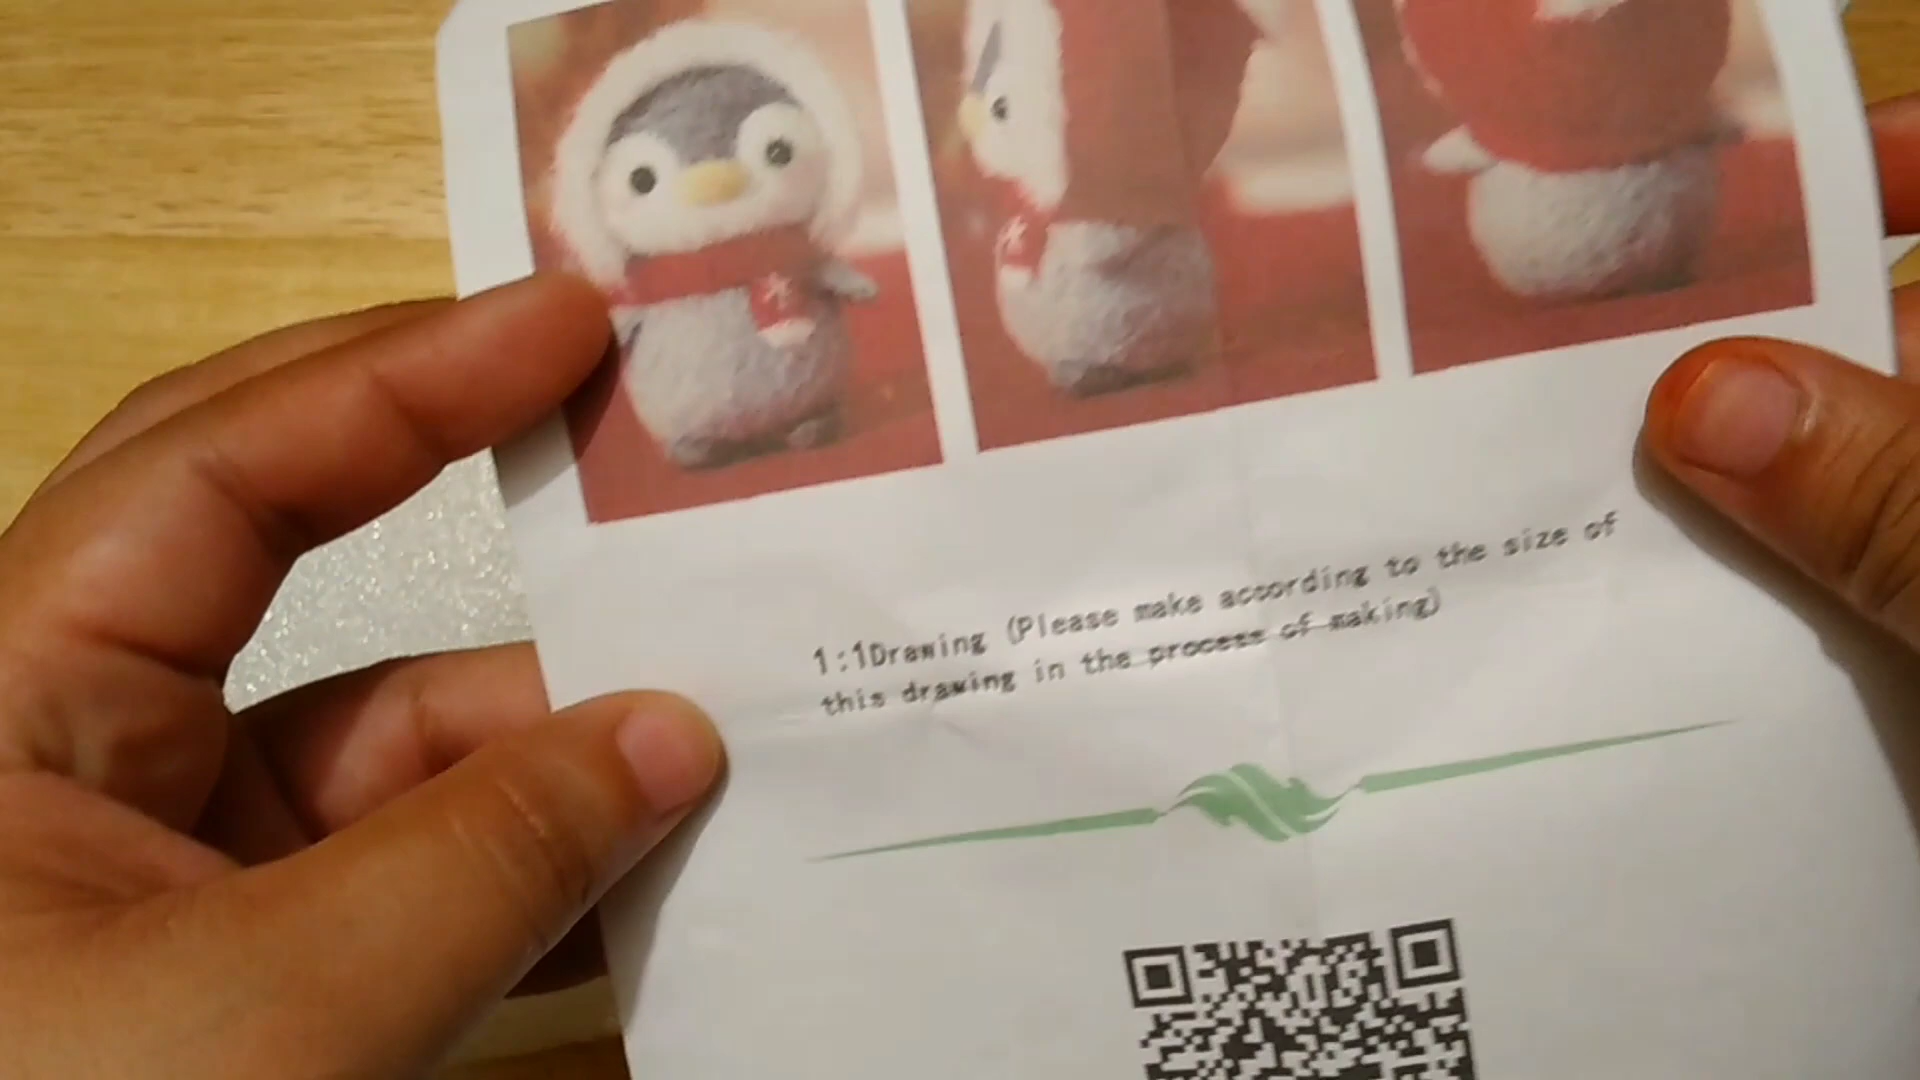 1:1Drawing (Please make according to the size of
this drawing in the process of making)